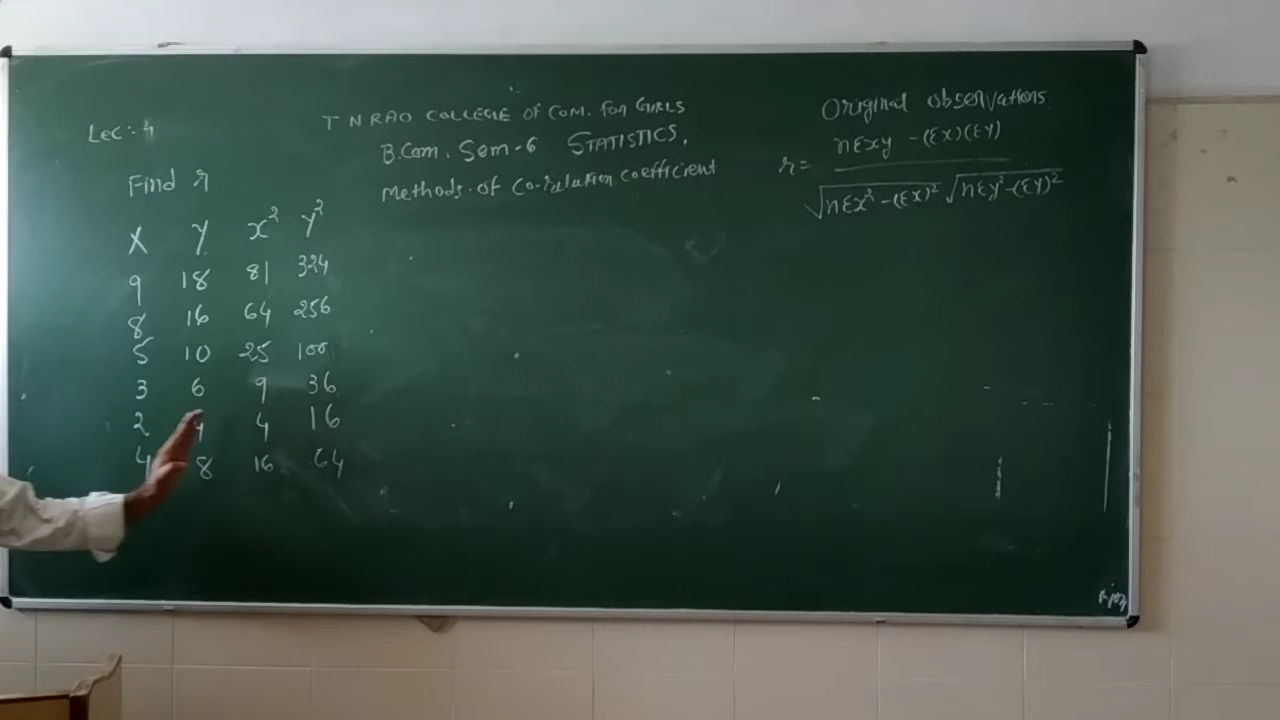 Lec: 4
T N RAO COLLEGE OF COM. FOR GIRLS
B.Com. Sem-6 STATISTICS.
Methods of Co-relation coefficient
Original observations
r = nΣxy - (Σx)(Σy)
√nΣx² - (Σx)² √nΣy² - (Σy)²
Find r
X Y x² y²
9 18 81 324
8 16 64 256
5 10 25 100
3 6 9 36
2 4 4 16
4 8 16 64